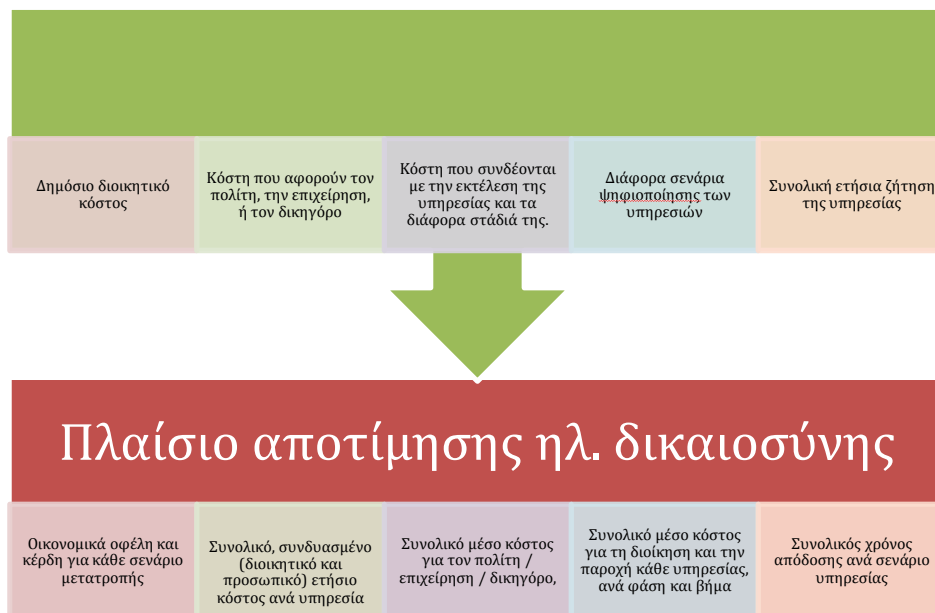 Δημόσιο διοικητικό
κόστος
Κόστη που αφορούν τον
πολίτη, την επιχείρηση,
ή τον δικηγόρο
Κόστη που συνδέονται
με την εκτέλεση της
υπηρεσίας και τα
διάφορα στάδιά της.
Διάφορα σενάρια
ψηφιοποίησης των
υπηρεσιών
Συνολική ετήσια ζήτηση
της υπηρεσίας
Πλαίσιο αποτίμησης ηλ. δικαιοσύνης
Οικονομικά οφέλη και
κέρδη για κάθε σενάριο
μετατροπής
Συνολικό, συνδυασμένο
(διοικητικό και
προσωπικό) ετήσιο
κόστος ανά υπηρεσία
Συνολικό μέσο κόστος
για τον πολίτη /
επιχείρηση / δικηγόρο,
Συνολικό μέσο κόστος
για τη διοίκηση και την
παροχή κάθε υπηρεσίας,
ανά φάση και βήμα
Συνολικός χρόνος
απόδοσης ανά σενάριο
υπηρεσίας